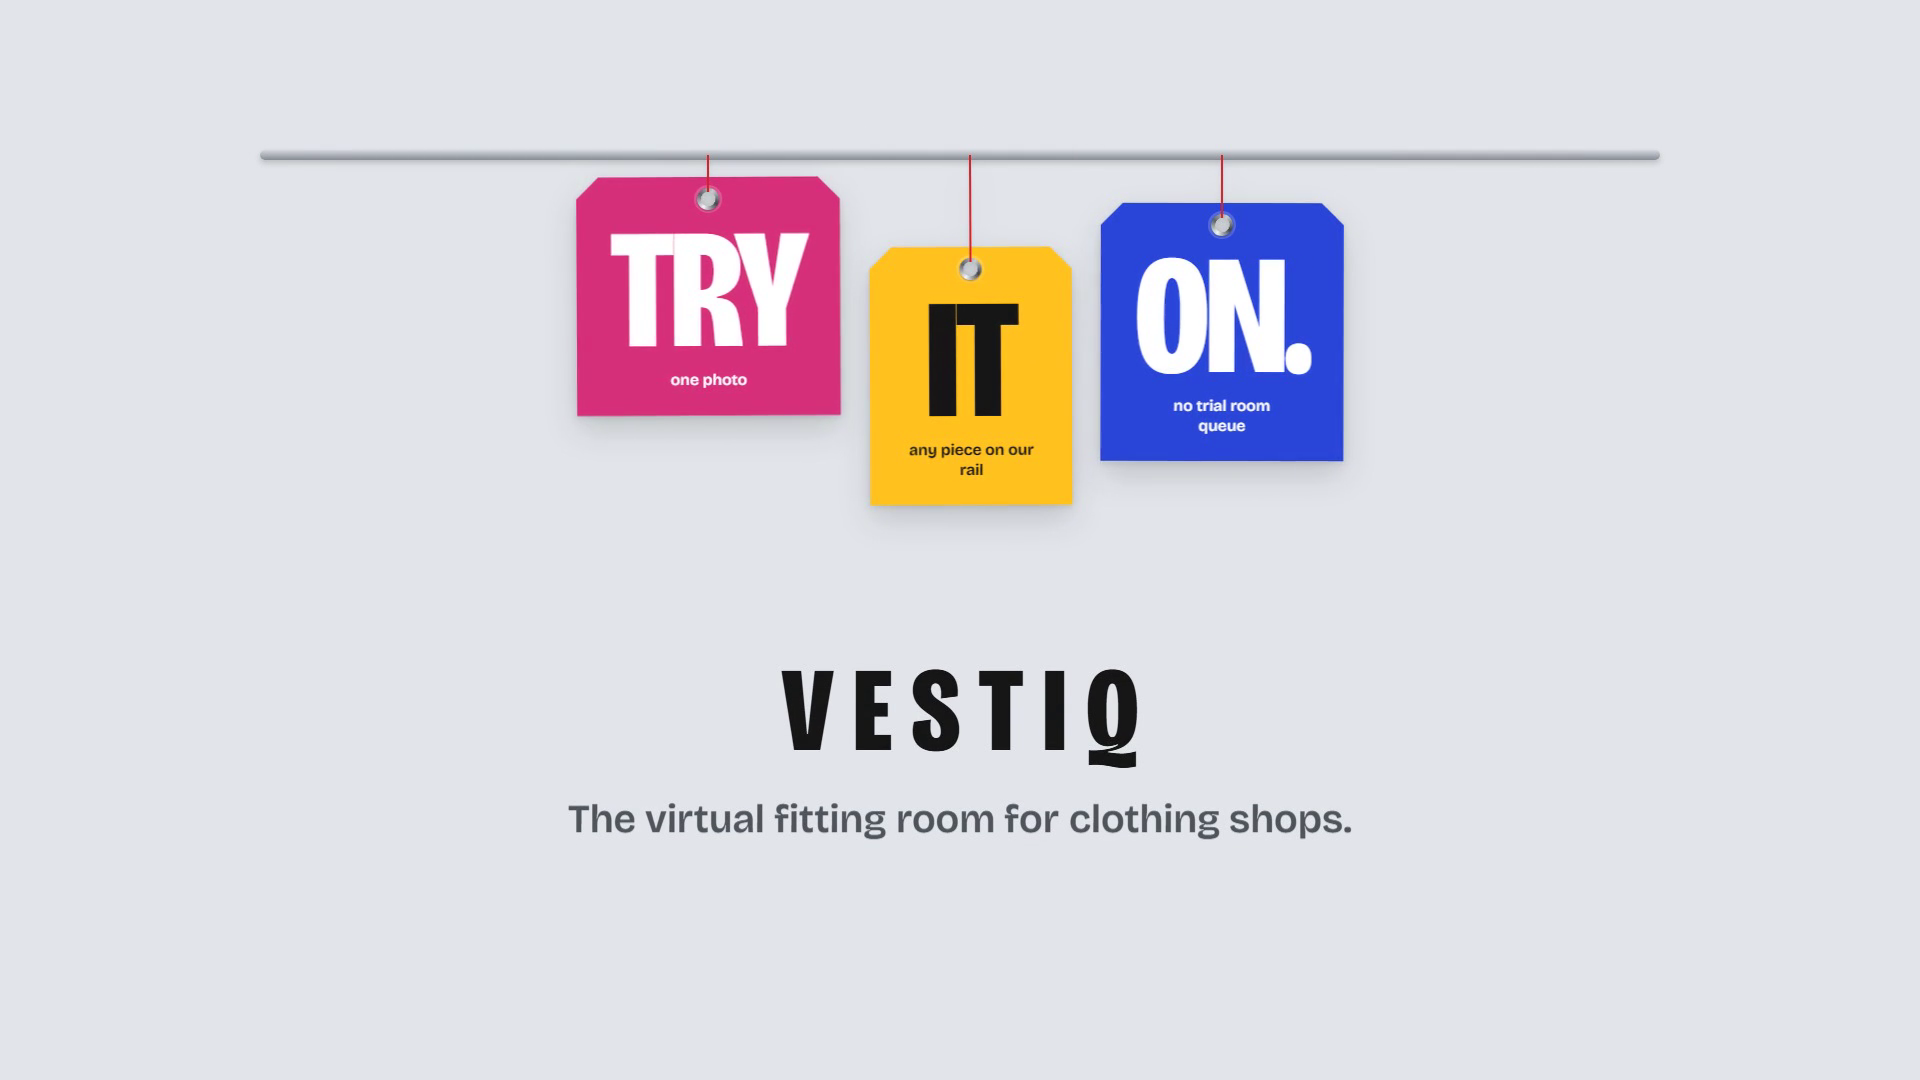 TRY
one photo
IT
any piece on our
rail
ON.
no trial room
queue
VESTIQ
The virtual fitting room for clothing shops.